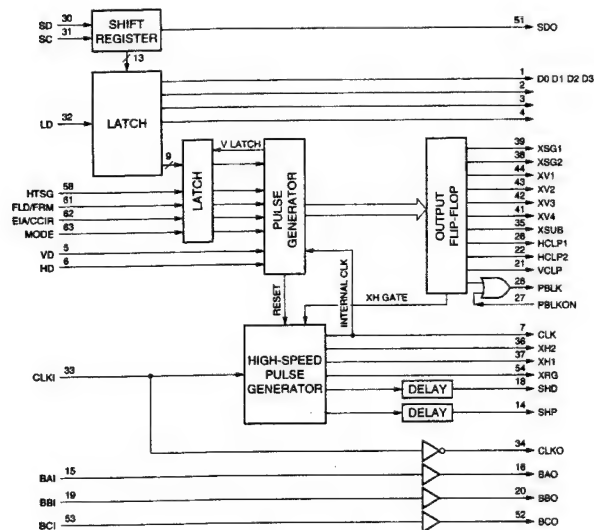 SD 30 SHIFT REGISTER 51 SDO
SC 31
13
1 D0 D1 D2 D3
2
3
4
LD 32 LATCH
9
V LATCH
LATCH
PULSE GENERATOR
OUTPUT FLIP-FLOP
HTSG 58
FLD/FRM 61
EIA/CCIR 62
MODE 63
VD 5
HD 6
39 XSG1
38 XSG2
44 XV1
43 XV2
42 XV3
41 XV4
35 XSUB
26 HCLP1
22 HCLP2
21 VCLP
28 PBLK
27 PBLKON
RESET
INTERNAL CLK
XH GATE
CLKI 33
HIGH-SPEED PULSE GENERATOR
7 CLK
36 XH2
37 XH1
54 XRG
DELAY 18 SHD
DELAY 14 SHP
34 CLKO
BAI 15 16 BAO
BBI 19 20 BBO
BCI 53 52 BCO